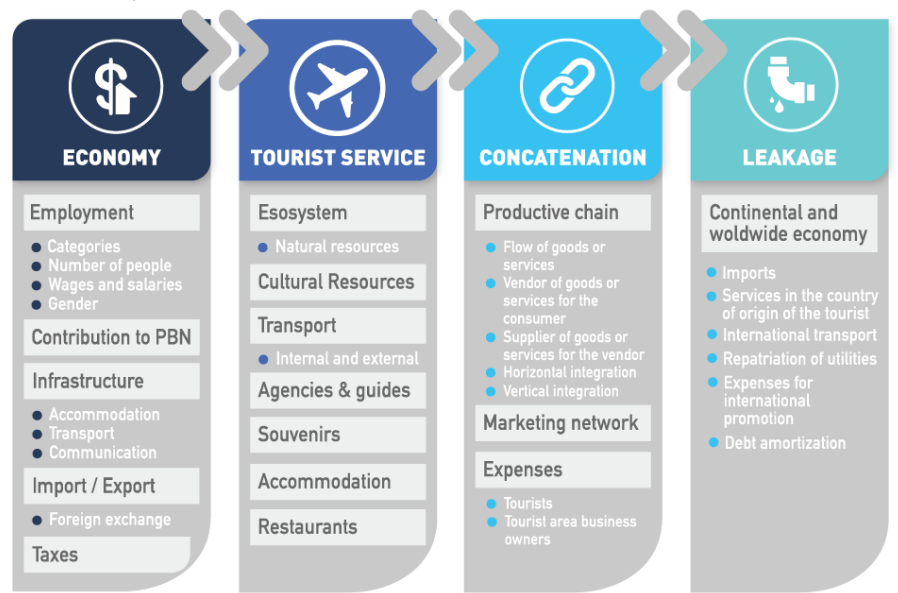 ECONOMY
Employment
Categories
Number of people
Wages and salaries
Gender
Contribution to PBN
Infrastructure
Accommodation
Transport
Communication
Import / Export
Foreign exchange
Taxes
TOURIST SERVICE
Esosystem
Natural resources
Cultural Resources
Transport
Internal and external
Agencies & guides
Souvenirs
Accommodation
Restaurants
CONCATENATION
Productive chain
Flow of goods or
services
Vendor of goods or
services for the
consumer
Supplier of goods or
services for the vendor
Horizontal integration
Vertical integration
Marketing network
Expenses
Tourists
Tourist area business
owners
LEAKAGE
Continental and
woldwide economy
Imports
Services in the country
of origin of the tourist
International transport
Repatriation of utilities
Expenses for
international
promotion
Debt amortization